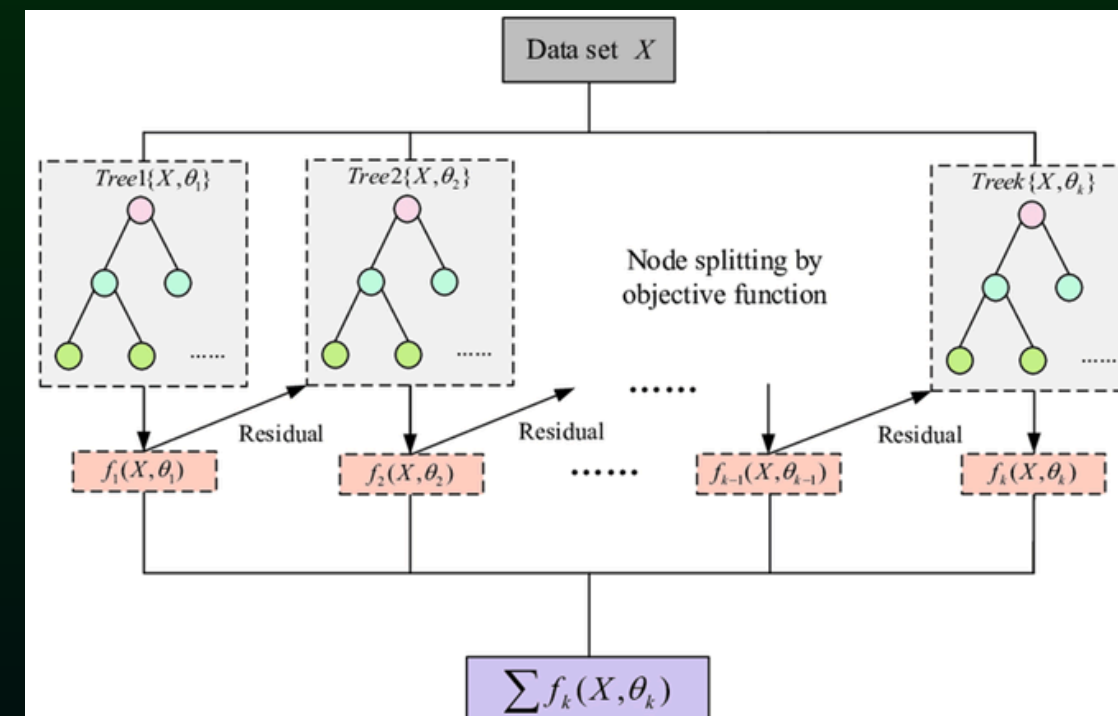 Data set X
Tree1{X,θ₁}
Tree2{X,θ₂}
Treek{X,θₖ}
Node splitting by
objective function
......
......
......
......
Residual
Residual
Residual
f₁(X,θ₁)
f₂(X,θ₂)
......
fₖ₋₁(X,θₖ₋₁)
fₖ(X,θₖ)
∑fₖ(X,θₖ)